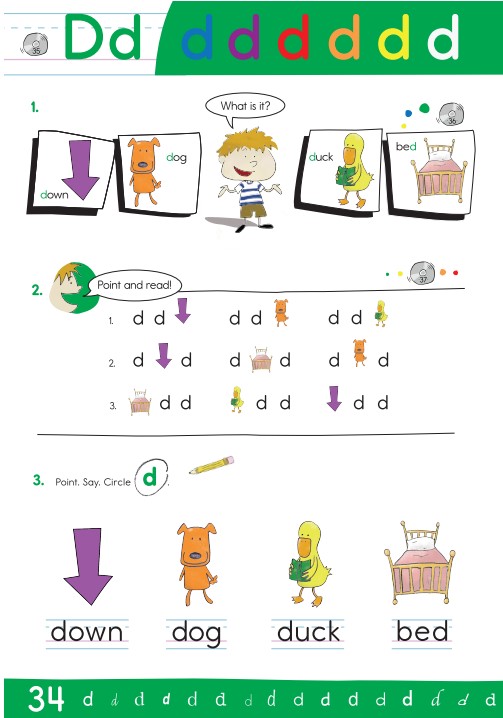 35
Dd d d d d d d
1.
What is it?
36
down
dog
duck
bed
37
2.
Point and read!
1. d d d d d d
2. d d d d d d
3. d d d d d d
3. Point. Say. Circle d.
down dog duck bed
34 d d d d d d d d d d d d d d d d